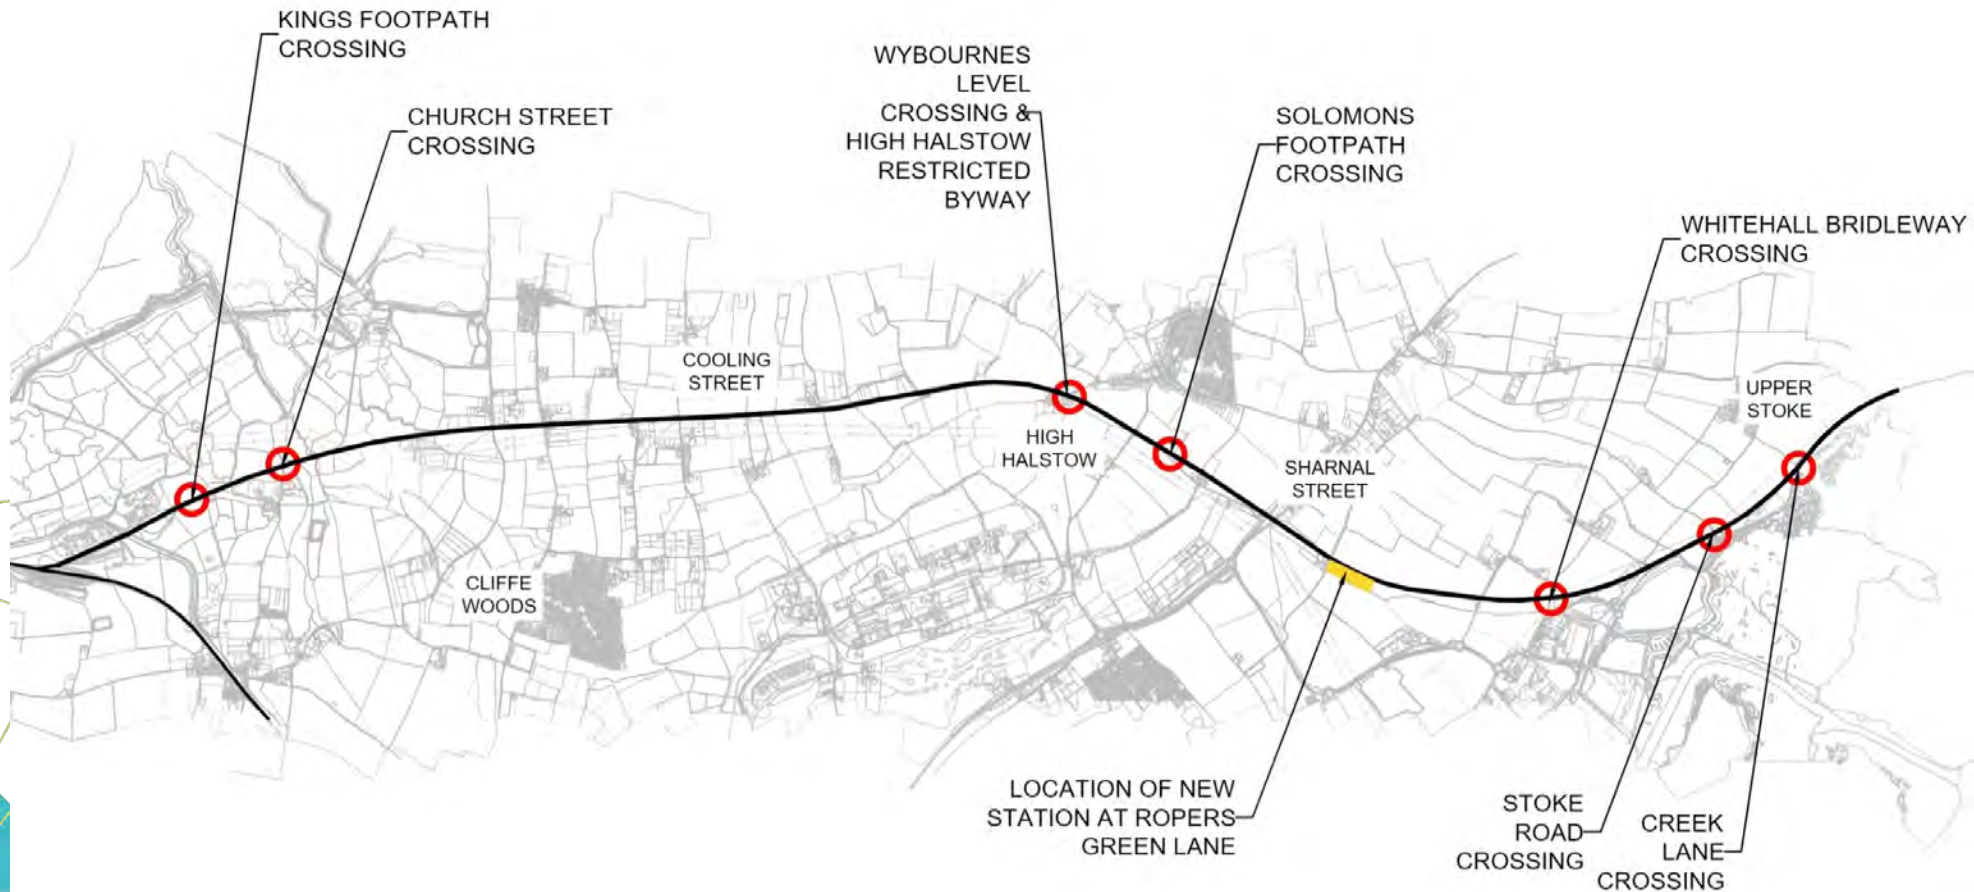 KINGS FOOTPATH
CROSSING
CHURCH STREET
CROSSING
WYBOURNES
LEVEL
CROSSING &
HIGH HALSTOW
RESTRICTED
BYWAY
SOLOMONS
FOOTPATH
CROSSING
WHITEHALL BRIDLEWAY
CROSSING
COOLING
STREET
UPPER
STOKE
HIGH
HALSTOW
SHARNAL
STREET
CLIFFE
WOODS
LOCATION OF NEW
STATION AT ROPERS
GREEN LANE
STOKE
ROAD
CROSSING
CREEK
LANE
CROSSING